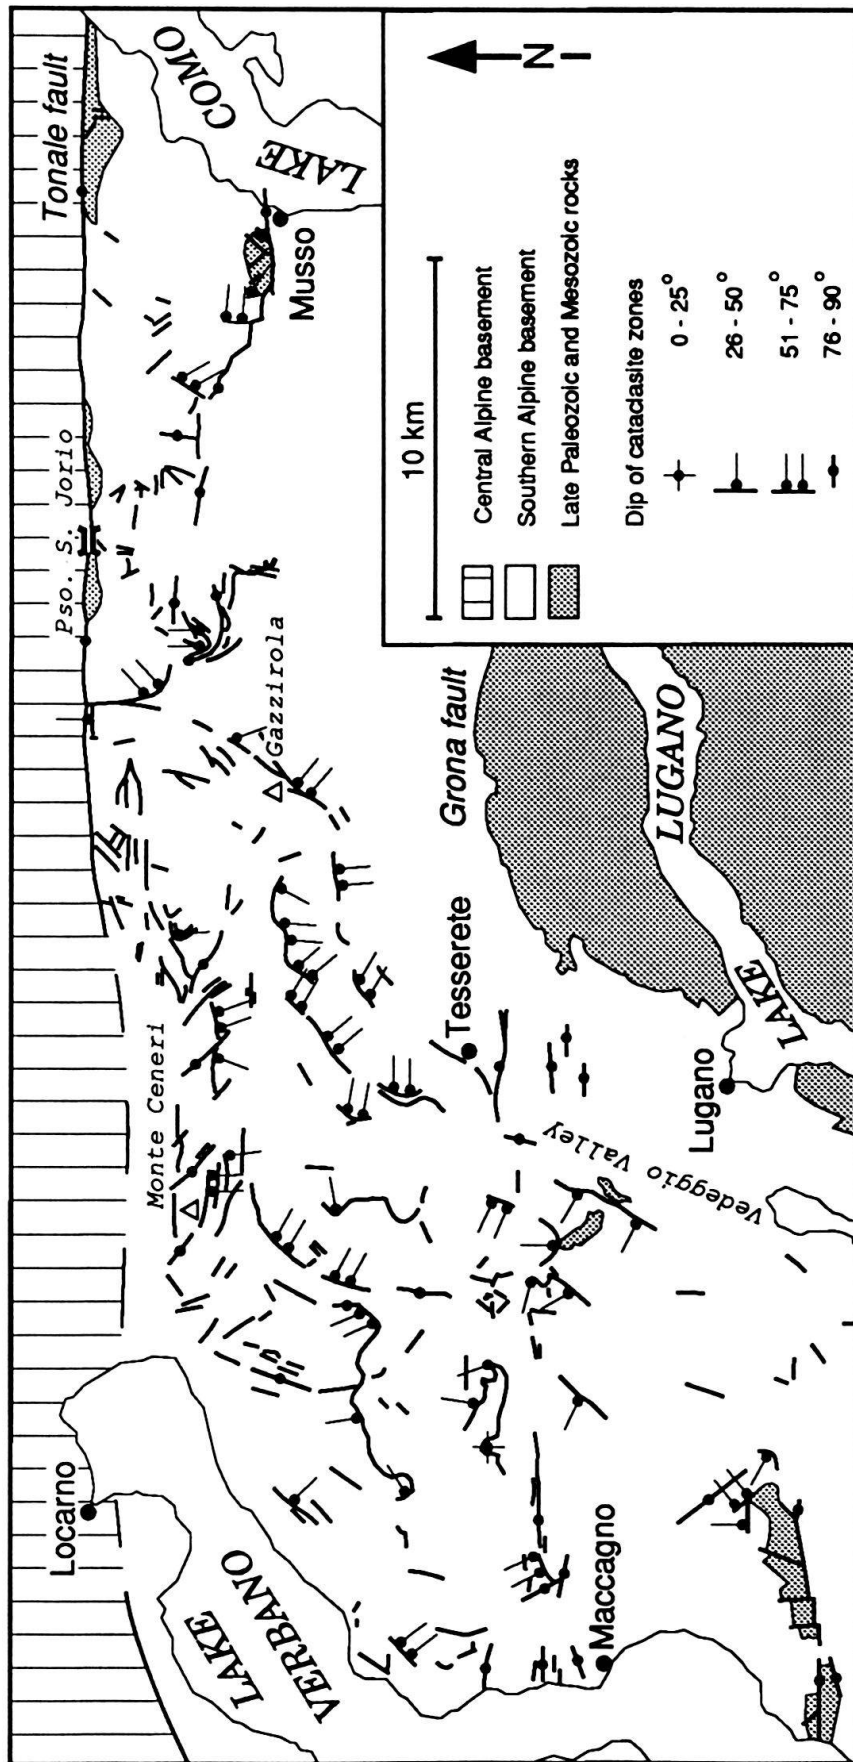 Locarno
LAKE
VERBANO
Monte Ceneri
Pso. S. Jorio
Tonale fault
LAKE
COMO
Musso
Gazzirola
Grona fault
Tesserete
Maccagno
Vedeggio Valley
Lugano
LAKE
LUGANO
N
10 km
Central Alpine basement
Southern Alpine basement
Late Paleozoic and Mesozoic rocks
Dip of cataclasite zones
0 - 25°
26 - 50°
51 - 75°
76 - 90°